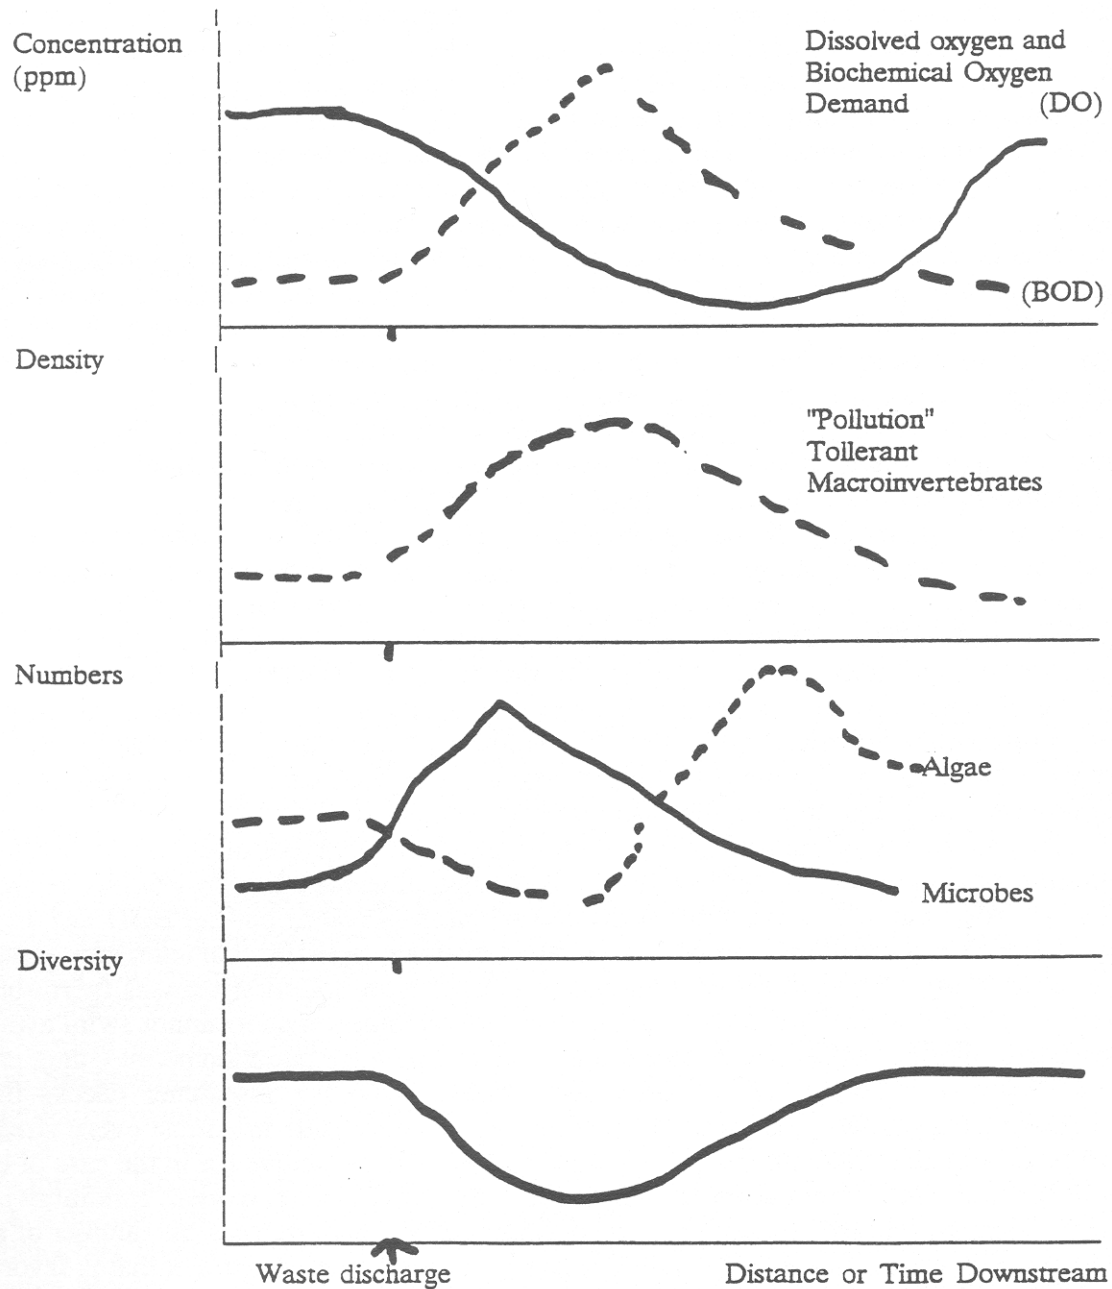 Concentration
(ppm)
Dissolved oxygen and
Biochemical Oxygen
Demand (DO)
(BOD)
Density
"Pollution"
Tollerant
Macroinvertebrates
Numbers
Algae
Microbes
Diversity
Waste discharge
Distance or Time Downstream